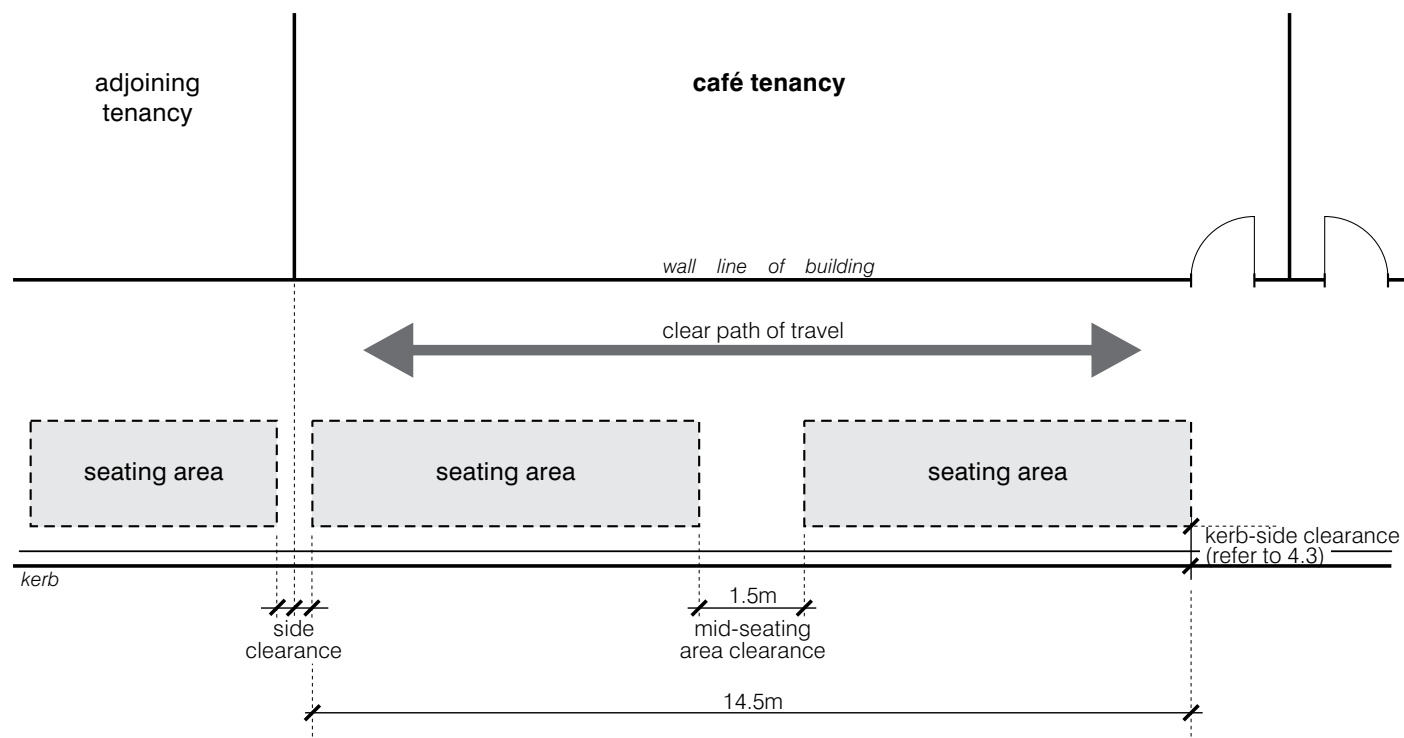 adjoining
tenancy
café tenancy
wall line of building
clear path of travel
seating area
seating area
seating area
kerb-side clearance
(refer to 4.3)
kerb
side
clearance
1.5m
mid-seating
area clearance
14.5m